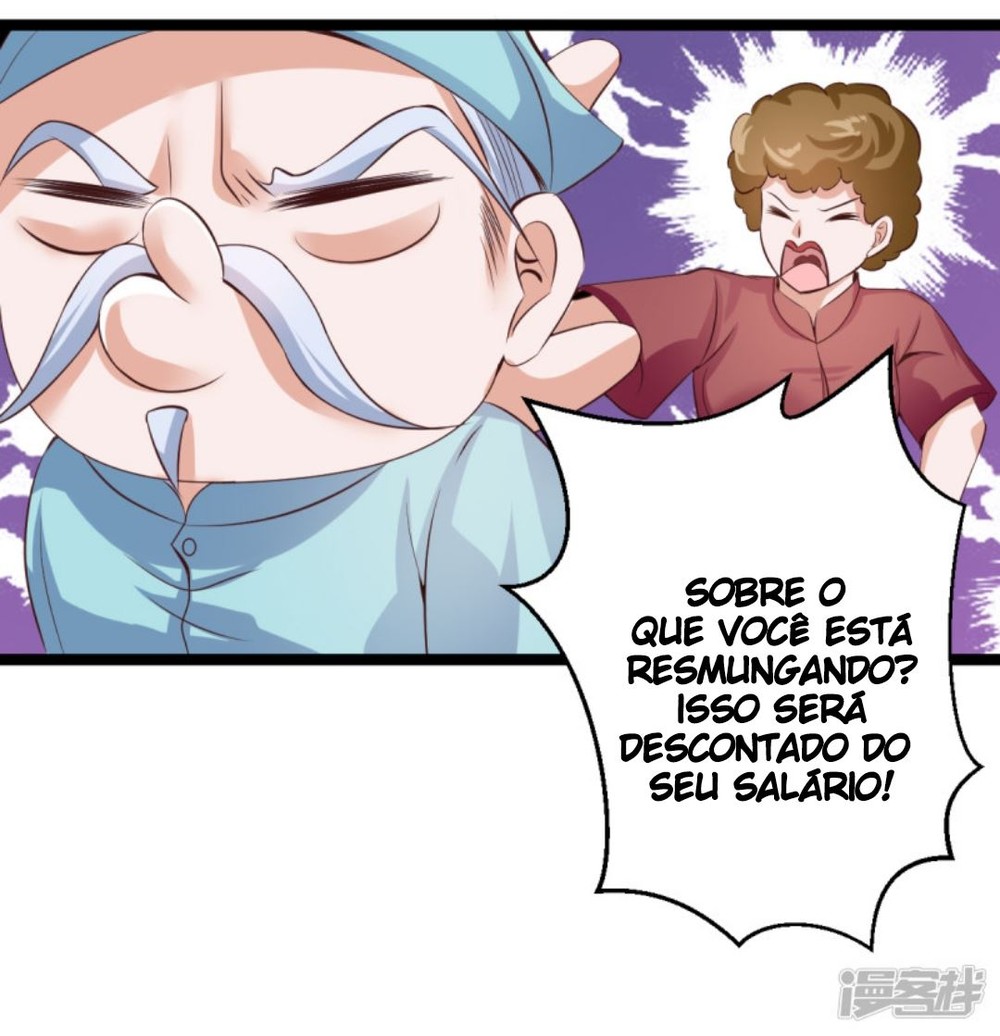 SOBRE O
QUE VOCÊ ESTÁ
RESMUNGANDO?
ISSO SERÁ
DESCONTADO DO
SEU SALÁRIO!
漫客栈